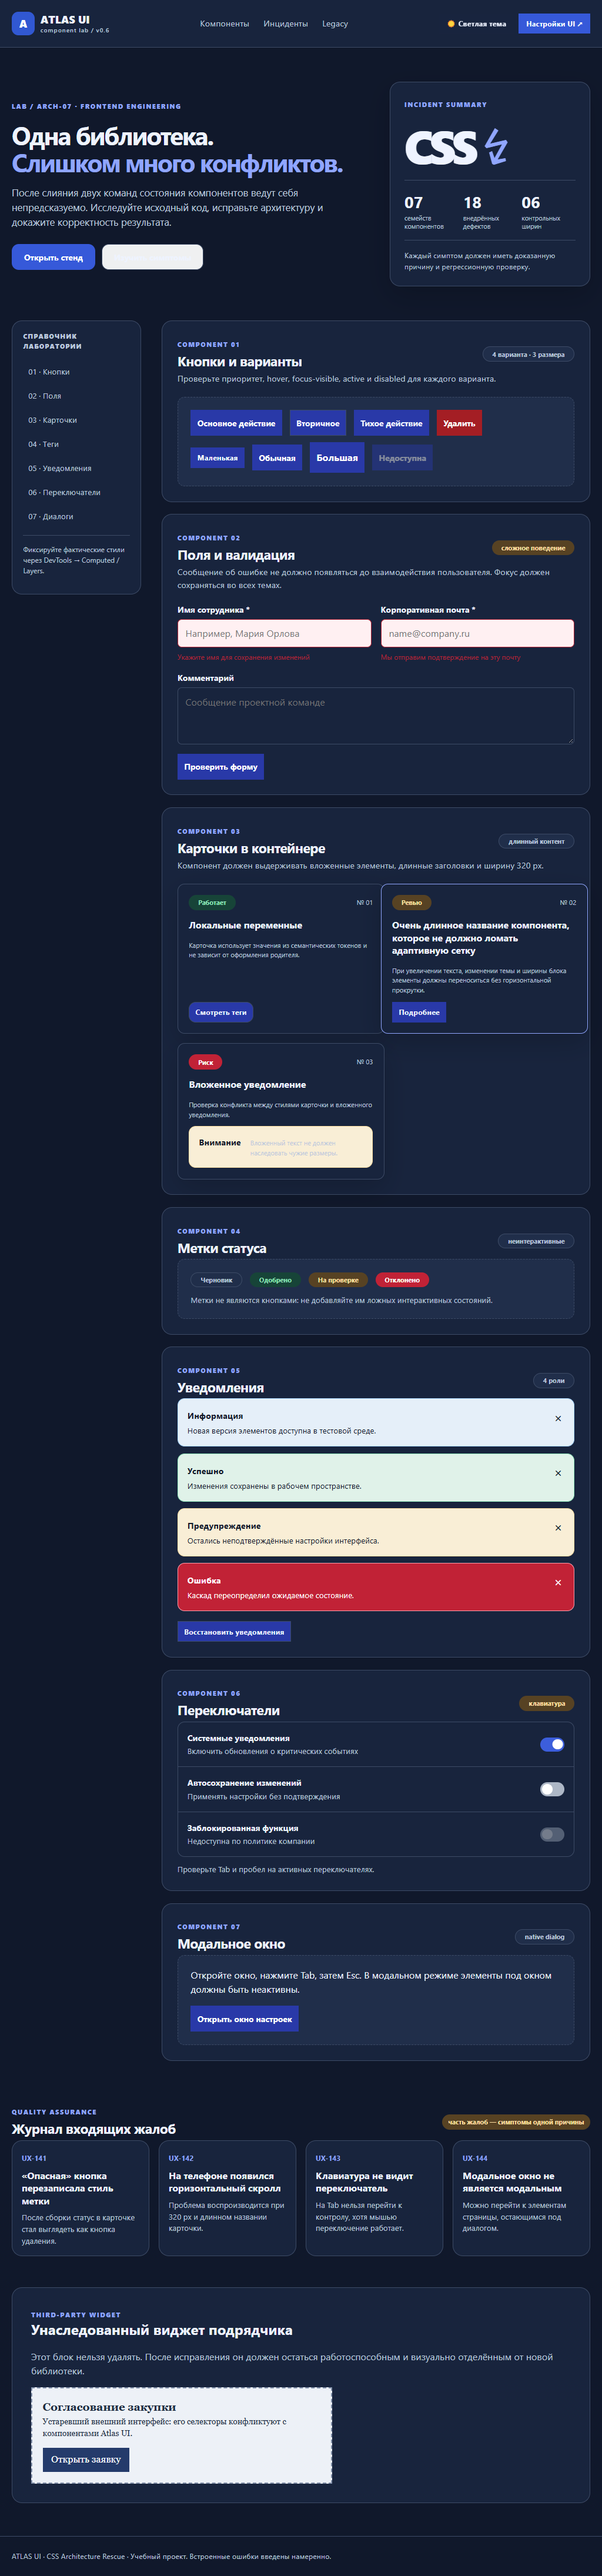 A
ATLAS UI
component lab / v0.6
Компоненты
Инциденты
Legacy
Светлая тема
Настройки UI ↗
LAB / ARCH-07 · FRONTEND ENGINEERING
Одна библиотека.
Слишком много конфликтов.
После слияния двух команд состояния компонентов ведут себя
непредсказуемо. Исследуйте исходный код, исправьте архитектуру и
докажите корректность результата.
Открыть стенд
INCIDENT SUMMARY
CSS
07
18
06
семейств
компонентов
внедрённых
дефектов
контрольных
ширин
Каждый симптом должен иметь доказанную
причину и регрессионную проверку.
СПРАВОЧНИК
ЛАБОРАТОРИИ
01 · Кнопки
02 · Поля
03 · Карточки
04 · Теги
05 · Уведомления
06 · Переключатели
07 · Диалоги
Фиксируйте фактические стили
через DevTools → Computed /
Layers.
COMPONENT 01
Кнопки и варианты
4 варианта · 3 размера
Проверьте приоритет, hover, focus-visible, active и disabled для каждого варианта.
Основное действие
Вторичное
Тихое действие
Удалить
Маленькая
Обычная
Большая
Недоступна
COMPONENT 02
Поля и валидация
сложное поведение
Сообщение об ошибке не должно появляться до взаимодействия пользователя. Фокус должен
сохраняться во всех темах.
Имя сотрудника *
Корпоративная почта *
Например, Мария Орлова
name@company.ru
Укажите имя для сохранения изменений
Мы отправим подтверждение на эту почту
Комментарий
Сообщение проектной команде
Проверить форму
COMPONENT 03
Карточки в контейнере
длинный контент
Компонент должен выдерживать вложенные элементы, длинные заголовки и ширину 320 px.
Работает
№ 01
Локальные переменные
Карточка использует значения из семантических токенов и
не зависит от оформления родителя.
Смотреть теги
Ревью
№ 02
Очень длинное название компонента,
которое не должно ломать
адаптивную сетку
При увеличении текста, изменении темы и ширины блока
элементы должны переноситься без горизонтальной
прокрутки.
Подробнее
Риск
№ 03
Вложенное уведомление
Проверка конфликта между стилями карточки и вложенного
уведомления.
Внимание
Вложенный текст не должен
наследовать чужие размеры.
COMPONENT 04
Метки статуса
неинтерактивные
Черновик
Одобрено
На проверке
Отклонено
Метки не являются кнопками: не добавляйте им ложных интерактивных состояний.
COMPONENT 05
Уведомления
4 роли
Информация
Новая версия элементов доступна в тестовой среде.
×
Успешно
Изменения сохранены в рабочем пространстве.
×
Предупреждение
Остались неподтверждённые настройки интерфейса.
×
Ошибка
Каскад переопределил ожидаемое состояние.
×
Восстановить уведомления
COMPONENT 06
Переключатели
клавиатура
Системные уведомления
Включить обновления о критических событиях
Автосохранение изменений
Применять настройки без подтверждения
Заблокированная функция
Недоступна по политике компании
Проверьте Tab и пробел на активных переключателях.
COMPONENT 07
Модальное окно
native dialog
Откройте окно, нажмите Tab, затем Esc. В модальном режиме элементы под окном
должны быть неактивны.
Открыть окно настроек
QUALITY ASSURANCE
Журнал входящих жалоб
часть жалоб — симптомы одной причины
UX-141
«Опасная» кнопка
перезаписала стиль
метки
После сборки статус в карточке
стал выглядеть как кнопка
удаления.
UX-142
На телефоне появился
горизонтальный скролл
Проблема воспроизводится при
320 px и длинном названии
карточки.
UX-143
Клавиатура не видит
переключатель
На Tab нельзя перейти к
контролу, хотя мышью
переключение работает.
UX-144
Модальное окно не
является модальным
Можно перейти к элементам
страницы, остающимся под
диалогом.
THIRD-PARTY WIDGET
Унаследованный виджет подрядчика
Этот блок нельзя удалять. После исправления он должен остаться работоспособным и визуально отделённым от новой
библиотеки.
Согласование закупки
Устаревший внешний интерфейс: его селекторы конфликтуют с
компонентами Atlas UI.
Открыть заявку
ATLAS UI · CSS Architecture Rescue · Учебный проект. Встроенные ошибки введены намеренно.